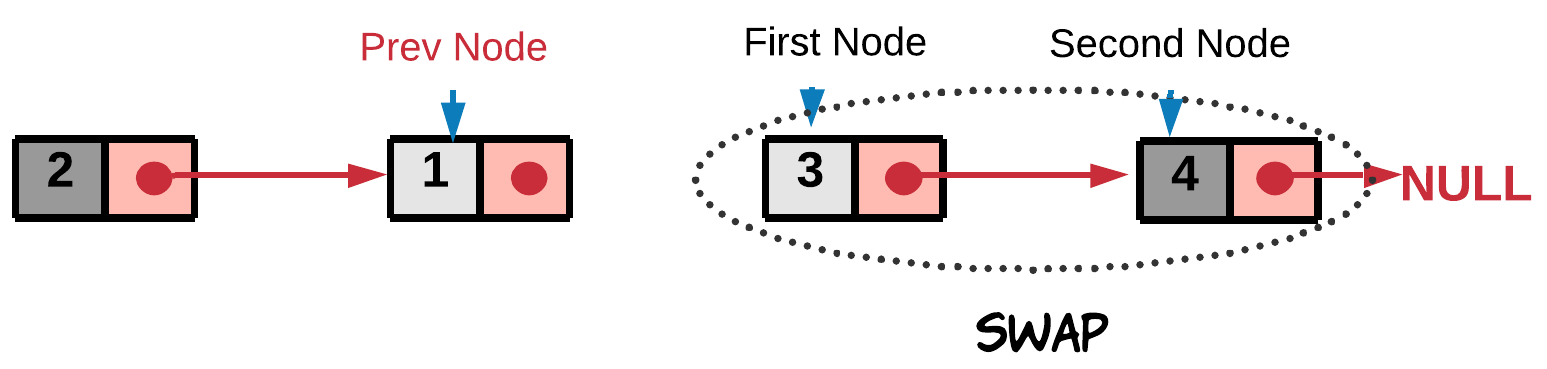 Prev Node
First Node
Second Node
2
1
3
4
NULL
SWAP